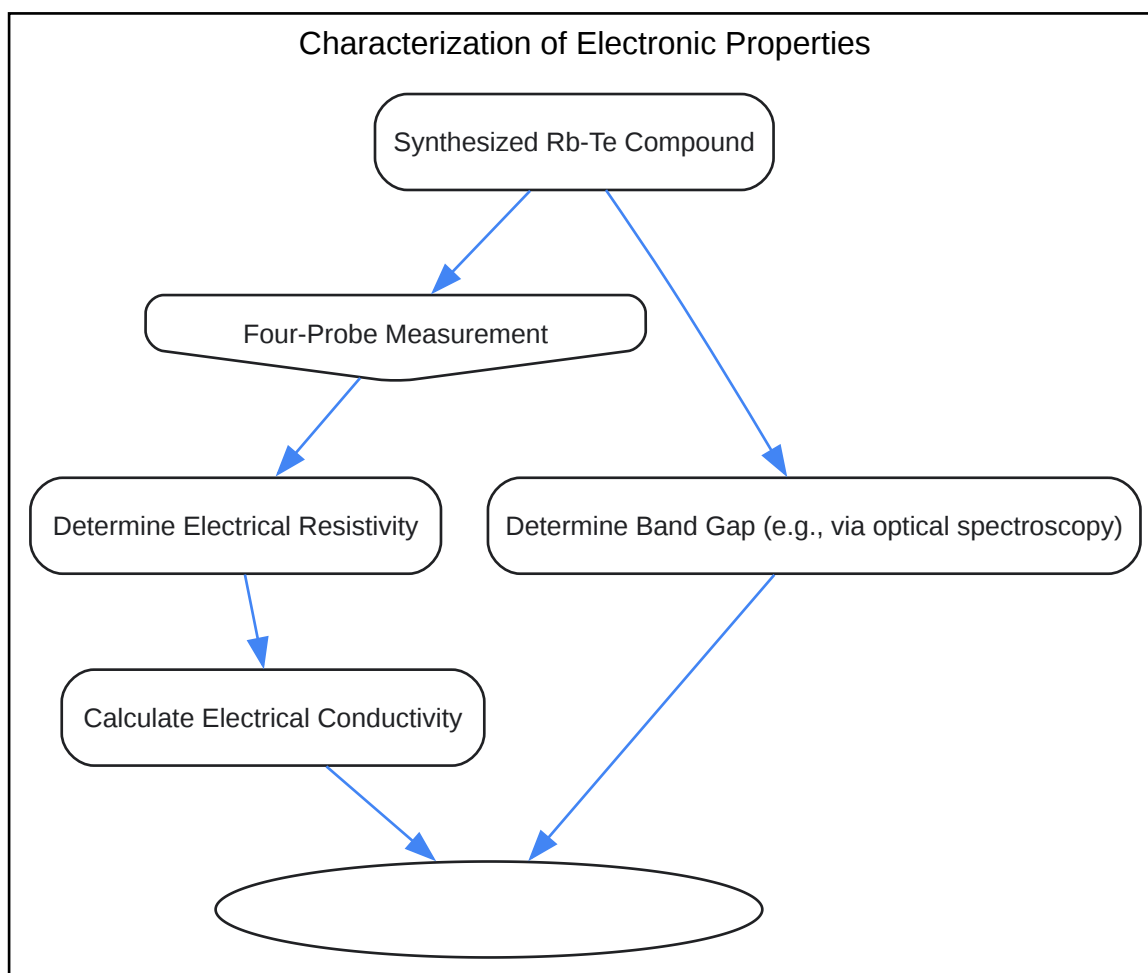 Characterization of Electronic Properties
Synthesized Rb-Te Compound
Four-Probe Measurement
Determine Electrical Resistivity
Determine Band Gap (e.g., via optical spectroscopy)
Calculate Electrical Conductivity